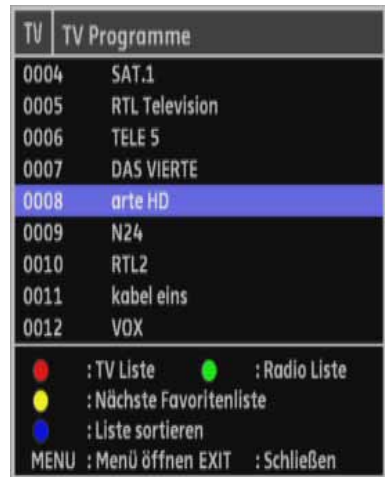 TV TV Programme
0004 SAT.1
0005 RTL Television
0006 TELE 5
0007 DAS VIERTE
0008 arte HD
0009 N24
0010 RTL2
0011 kabel eins
0012 VOX
: TV Liste : Radio Liste
: Nächste Favoritenliste
: Liste sortieren
MENU : Menü öffnen EXIT : Schließen